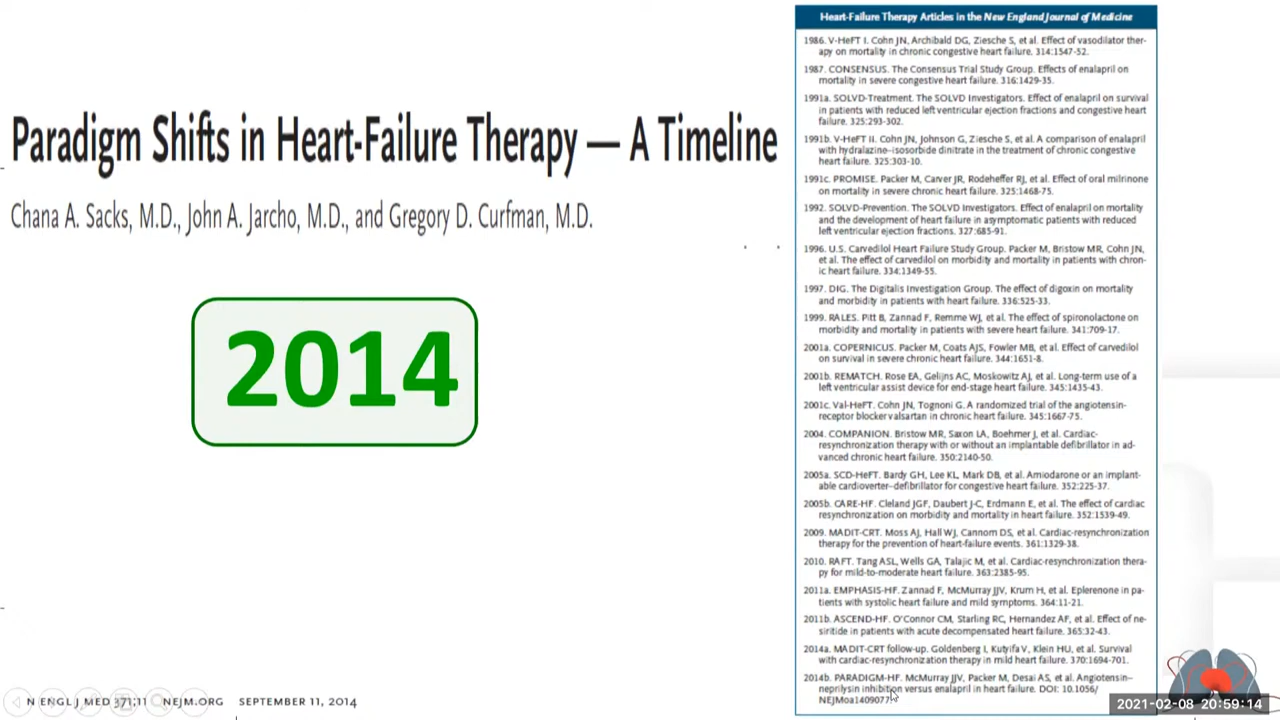 Paradigm Shifts in Heart-Failure Therapy — A Timeline
Chana A. Sacks, M.D., John A. Jarcho, M.D., and Gregory D. Curfman, M.D.
2014
Heart-Failure Therapy Articles in the New England Journal of Medicine
1986. V-HeFT I. Cohn JN, Archibald DG, Ziesche S, et al. Effect of vasodilator ther-
apy on mortality in chronic congestive heart failure. 314:1547-52.
1987. CONSENSUS. The Consensus Trial Study Group. Effects of enalapril on
mortality in severe congestive heart failure. 316:1429-35.
1991a. SOLVD-Treatment. The SOLVD Investigators. Effect of enalapril on survival
in patients with reduced left ventricular ejection fractions and congestive heart
failure. 325:293-302.
1991b. V-HeFT II. Cohn JN, Johnson G, Ziesche S, et al. A comparison of enalapril
with hydralazine–isosorbide dinitrate in the treatment of chronic congestive
heart failure. 325:303-10.
1991c. PROMISE. Packer M, Carver JR, Rodeheffer RJ, et al. Effect of oral milrinone
on mortality in severe chronic heart failure. 325:1468-75.
1992. SOLVD-Prevention. The SOLVD Investigators. Effect of enalapril on mortality
and the development of heart failure in asymptomatic patients with reduced
left ventricular ejection fractions. 327:685-91.
1996. U.S. Carvedilol Heart Failure Study Group. Packer M, Bristow MR, Cohn JN,
et al. The effect of carvedilol on morbidity and mortality in patients with chron-
ic heart failure. 334:1349-55.
1997. DIG. The Digitalis Investigation Group. The effect of digoxin on mortality
and morbidity in patients with heart failure. 336:525-33.
1999. RALES. Pitt B, Zannad F, Remme WJ, et al. The effect of spironolactone on
morbidity and mortality in patients with severe heart failure. 341:709-17.
2001a. COPERNICUS. Packer M, Coats AJS, Fowler MB, et al. Effect of carvedilol
on survival in severe chronic heart failure. 344:1651-8.
2001b. REMATCH. Rose EA, Gelijns AC, Moskowitz AJ, et al. Long-term use of a
left ventricular assist device for end-stage heart failure. 345:1435-43.
2001c. Val-HeFT. Cohn JN, Tognoni G. A randomized trial of the angiotensin-
receptor blocker valsartan in chronic heart failure. 345:1667-75.
2004. COMPANION. Bristow MR, Saxon LA, Boehmer J, et al. Cardiac-
resynchronization therapy with or without an implantable defibrillator in ad-
vanced chronic heart failure. 350:2140-50.
2005a. SCD-HeFT. Bardy GH, Lee KL, Mark DB, et al. Amiodarone or an implant-
able cardioverter–defibrillator for congestive heart failure. 352:225-37.
2005b. CARE-HF. Cleland JGF, Daubert J-C, Erdmann E, et al. The effect of cardiac
resynchronization on morbidity and mortality in heart failure. 352:1539-49.
2009. MADIT-CRT. Moss AJ, Hall WJ, Cannom DS, et al. Cardiac-resynchronization
therapy for the prevention of heart-failure events. 361:1329-38.
2010. RAFT. Tang ASL, Wells GA, Talajic M, et al. Cardiac-resynchronization thera-
py for mild-to-moderate heart failure. 363:2385-95.
2011a. EMPHASIS-HF. Zannad F, McMurray JJV, Krum H, et al. Eplerenone in pa-
tients with systolic heart failure and mild symptoms. 364:11-21.
2011b. ASCEND-HF. O'Connor CM, Starling RC, Hernandez AF, et al. Effect of ne-
siritide in patients with acute decompensated heart failure. 365:32-43.
2014a. MADIT-CRT follow-up. Goldenberg I, Kutyifa V, Klein HU, et al. Survival
with cardiac-resynchronization therapy in mild heart failure. 370:1694-701.
2014b. PARADIGM-HF. McMurray JJV, Packer M, Desai AS, et al. Angiotensin–
neprilysin inhibition versus enalapril in heart failure. DOI: 10.1056/
NEJMoa1409077.
N ENGL J MED 371;11 NEJM.ORG SEPTEMBER 11, 2014
2021-02-08 20:59:14